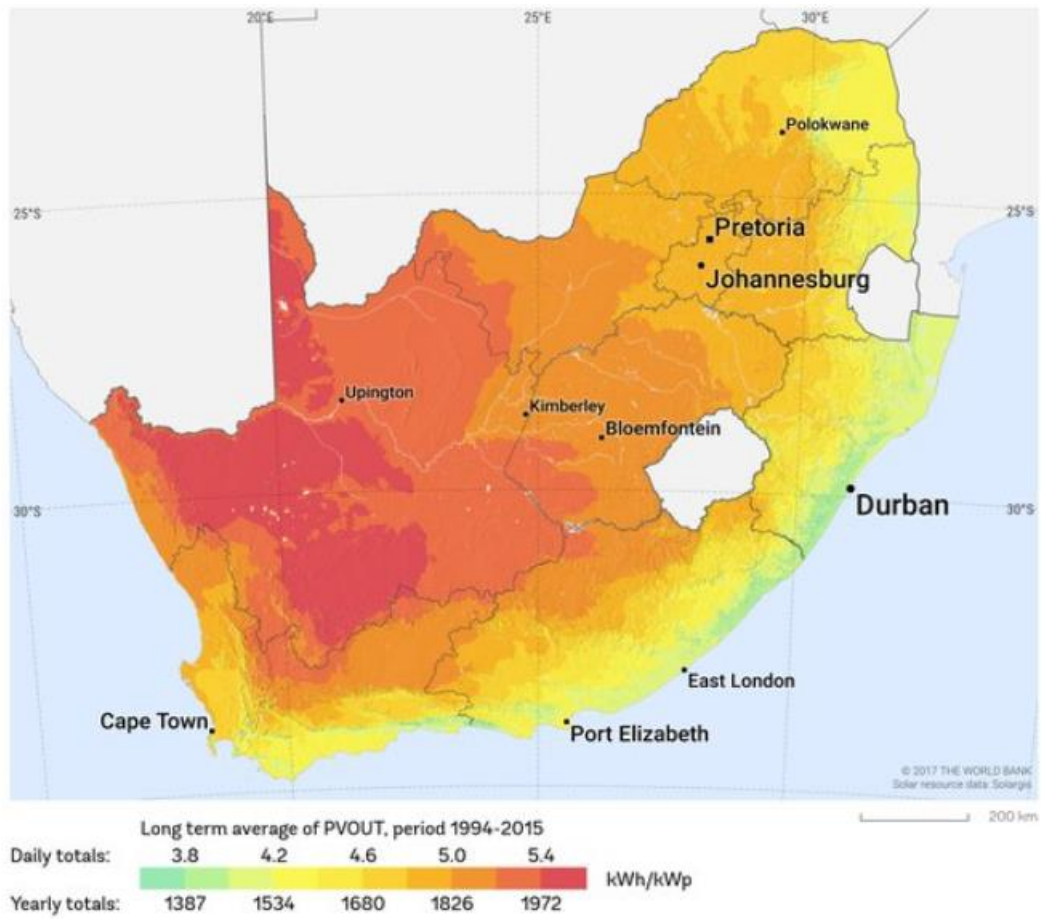 20°E 25°E 30°E
Polokwane
25°S 25°S
Pretoria
Johannesburg
Upington
Kimberley
Bloemfontein
30°S 30°S
Durban
East London
Cape Town
Port Elizabeth
© 2017 THE WORLD BANK
Solar resource data: Solargis
200 km
Long term average of PVOUT, period 1994-2015
Daily totals: 3.8 4.2 4.6 5.0 5.4
kWh/kWp
Yearly totals: 1387 1534 1680 1826 1972